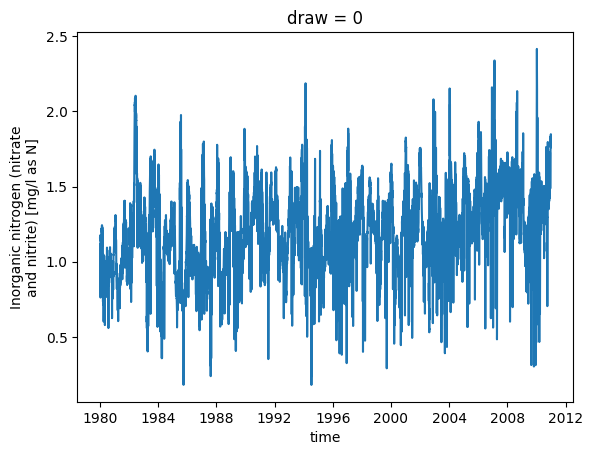 draw = 0
Inorganic nitrogen (nitrate
and nitrite) [mg/l as N]
2.5
2.0
1.5
1.0
0.5
1980 1984 1988 1992 1996 2000 2004 2008 2012
time